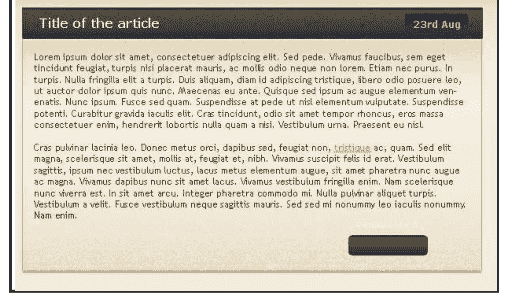 Title of the article
23rd Aug
Lorem ipsum dolor sit amet, consectetuer adipiscing elit. Sed pede. Vivamus faucibus, sem eget
tincidunt feugiat, turpis nisi placerat mauris, ac mollis odio neque non lorem. Etiam nec purus. In
turpis. Nulla fringilla elit a turpis. Duis aliquam, diam id adipiscing tristique, libero odio posuere leo,
ut auctor dolor ipsum quis nunc. Maecenas eu ante. Quisque sed ipsum ac augue elementum ven-
enatis. Nunc ipsum. Fusce sed quam. Suspendisse at pede ut nisl elementum vulputate. Suspendisse
potenti. Curabitur gravida iaculis elit. Cras tincidunt, odio sit amet tempor rhoncus, eros massa
consectetuer enim, hendrerit lobortis nulla quam a nisi. Vestibulum urna. Praesent eu nisl.
Cras pulvinar lacinia leo. Donec metus orci, dapibus sed, feugiat non, tristique ac, quam. Sed elit
magna, scelerisque sit amet, mollis at, feugiat et, nibh. Vivamus suscipit felis id erat. Vestibulum
sagittis, ipsum nec vestibulum luctus, lacus metus elementum augue, sit amet pharetra nunc augue
ac magna. Vivamus dapibus nunc sit amet lacus. Vivamus vestibulum fringilla enim. Nam scelerisque
nunc viverra est. In sit amet arcu. Integer pharetra commodo mi. Nulla pulvinar aliquet turpis.
Vestibulum a velit. Fusce vestibulum neque sagittis mauris. Sed sed mi nonummy leo iaculis nonummy.
Nam enim.